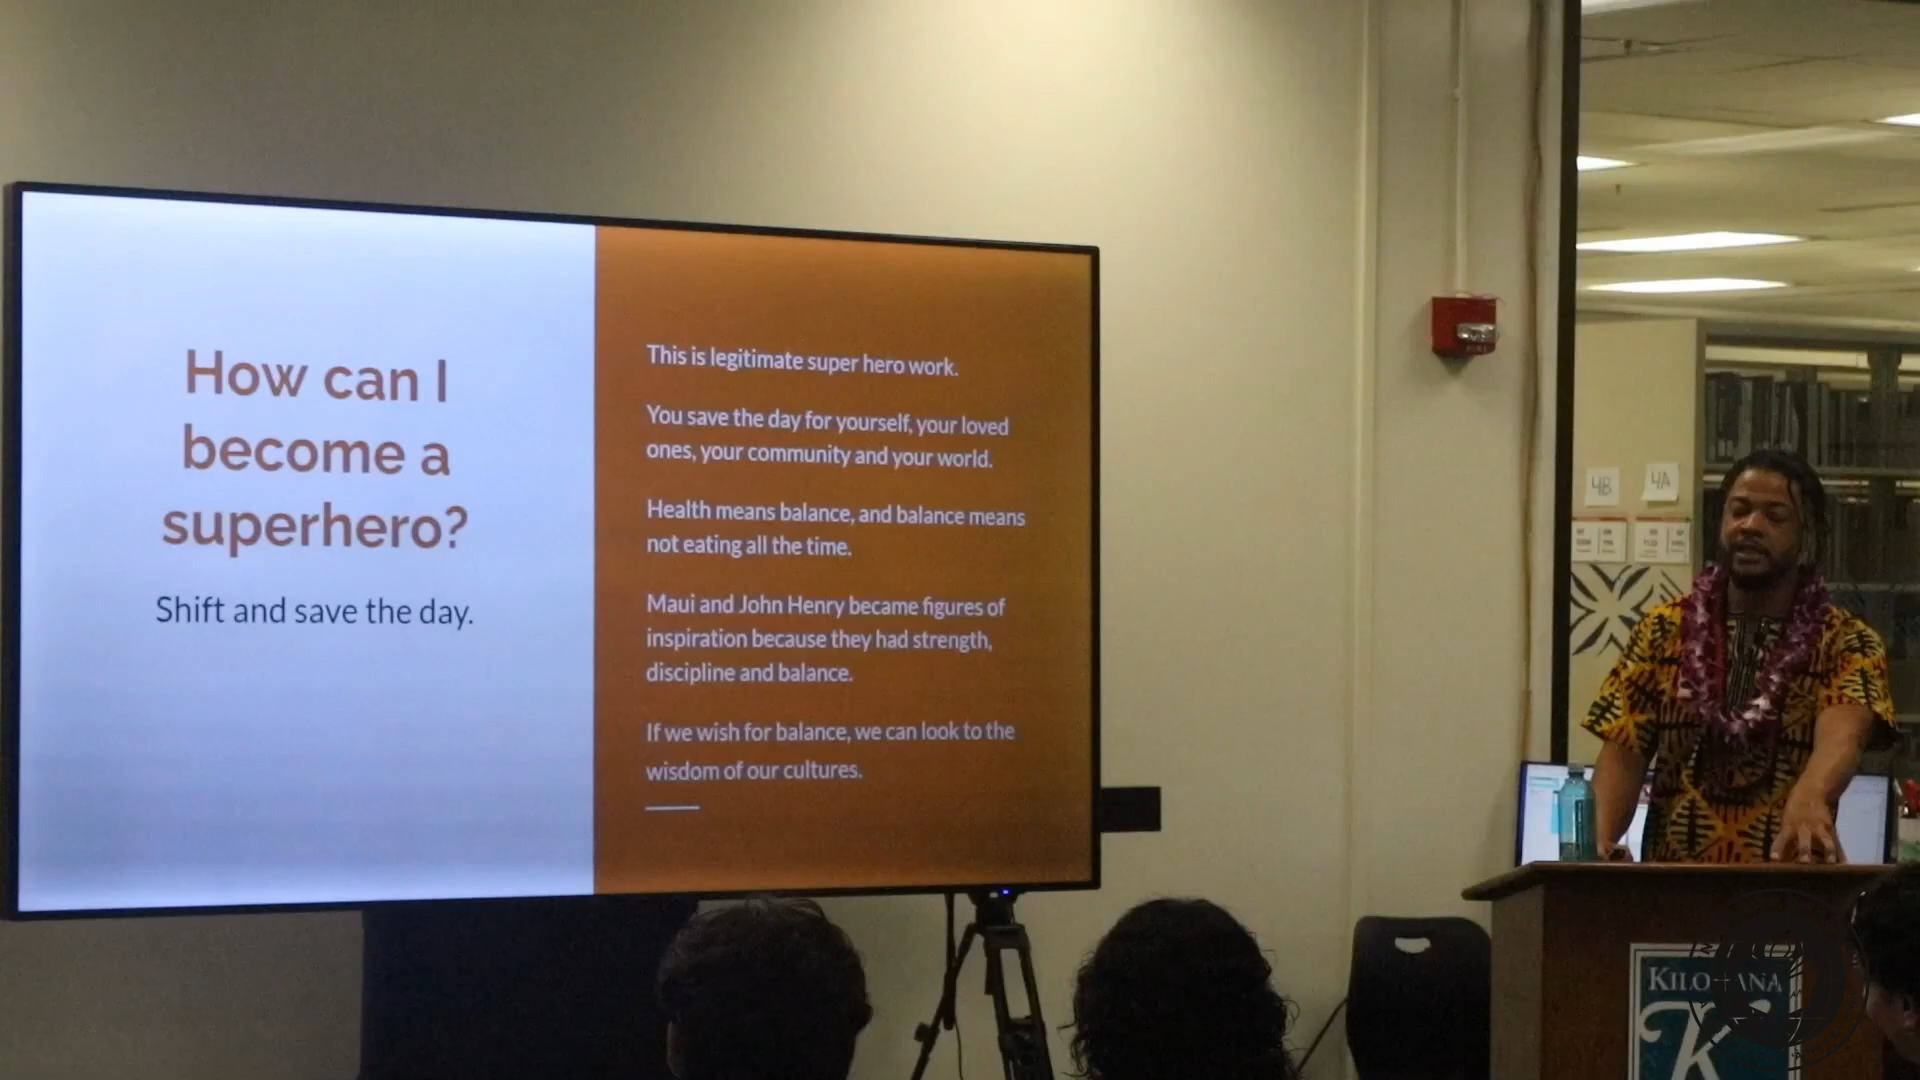 How can I
become a
superhero?
Shift and save the day.
This is legitimate super hero work.
You save the day for yourself, your loved
ones, your community and your world.
Health means balance, and balance means
not eating all the time.
Maui and John Henry became figures of
inspiration because they had strength,
discipline and balance.
If we wish for balance, we can look to the
wisdom of our cultures.
4B
4A
FIRE
K